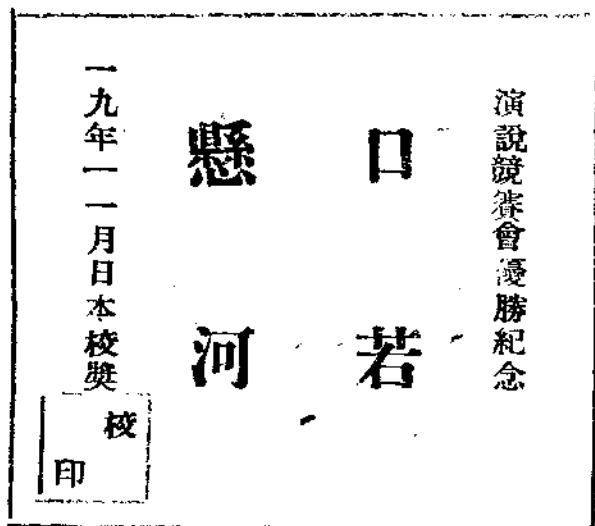 演說競賽會優勝紀念
口若
懸河
一九年一一月日本校獎
校
印